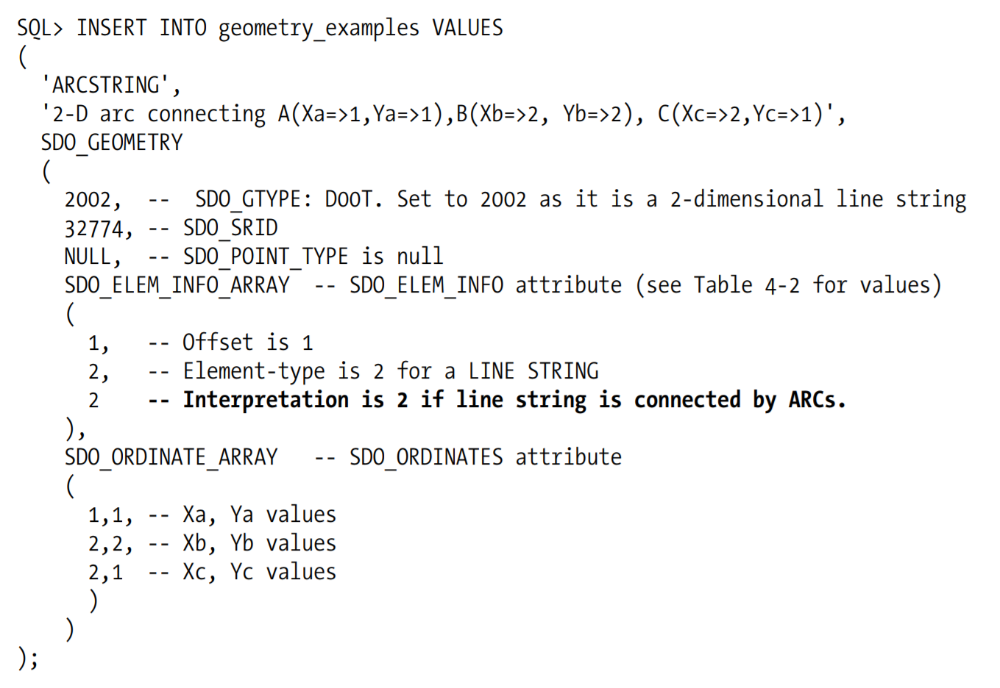 SQL> INSERT INTO geometry_examples VALUES
(
'ARCSTRING',
'2-D arc connecting A(Xa=>1,Ya=>1),B(Xb=>2, Yb=>2), C(Xc=>2,Yc=>1)',
SDO_GEOMETRY
(
2002, -- SDO_GTYPE: D00T. Set to 2002 as it is a 2-dimensional line string
32774, -- SDO_SRID
NULL, -- SDO_POINT_TYPE is null
SDO_ELEM_INFO_ARRAY -- SDO_ELEM_INFO attribute (see Table 4-2 for values)
(
1, -- Offset is 1
2, -- Element-type is 2 for a LINE STRING
2 -- Interpretation is 2 if line string is connected by ARCs.
),
SDO_ORDINATE_ARRAY -- SDO_ORDINATES attribute
(
1,1, -- Xa, Ya values
2,2, -- Xb, Yb values
2,1 -- Xc, Yc values
)
)
);